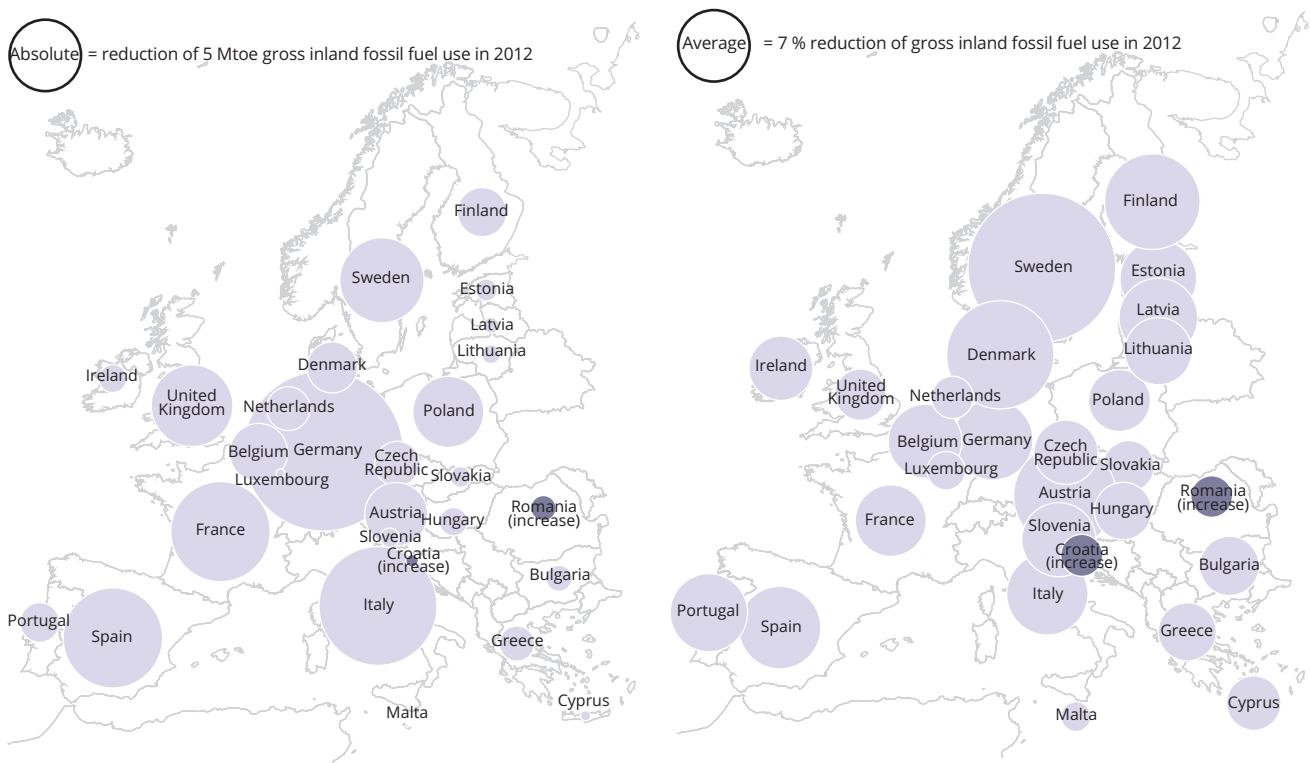 Absolute = reduction of 5 Mtoe gross inland fossil fuel use in 2012
Finland
Sweden
Estonia
Latvia
Lithuania
Denmark
Ireland
United
Kingdom
Netherlands
Poland
Belgium
Germany
Czech
Republic
Luxembourg
Slovakia
Austria
Hungary
Romania
(increase)
France
Slovenia
Croatia
(increase)
Bulgaria
Italy
Portugal
Spain
Greece
Cyprus
Malta
Average = 7 % reduction of gross inland fossil fuel use in 2012
Finland
Sweden
Estonia
Latvia
Lithuania
Denmark
Ireland
United
Kingdom
Netherlands
Poland
Belgium
Germany
Czech
Republic
Luxembourg
Slovakia
Austria
Hungary
Romania
(increase)
France
Slovenia
Croatia
(increase)
Bulgaria
Italy
Portugal
Spain
Greece
Cyprus
Malta